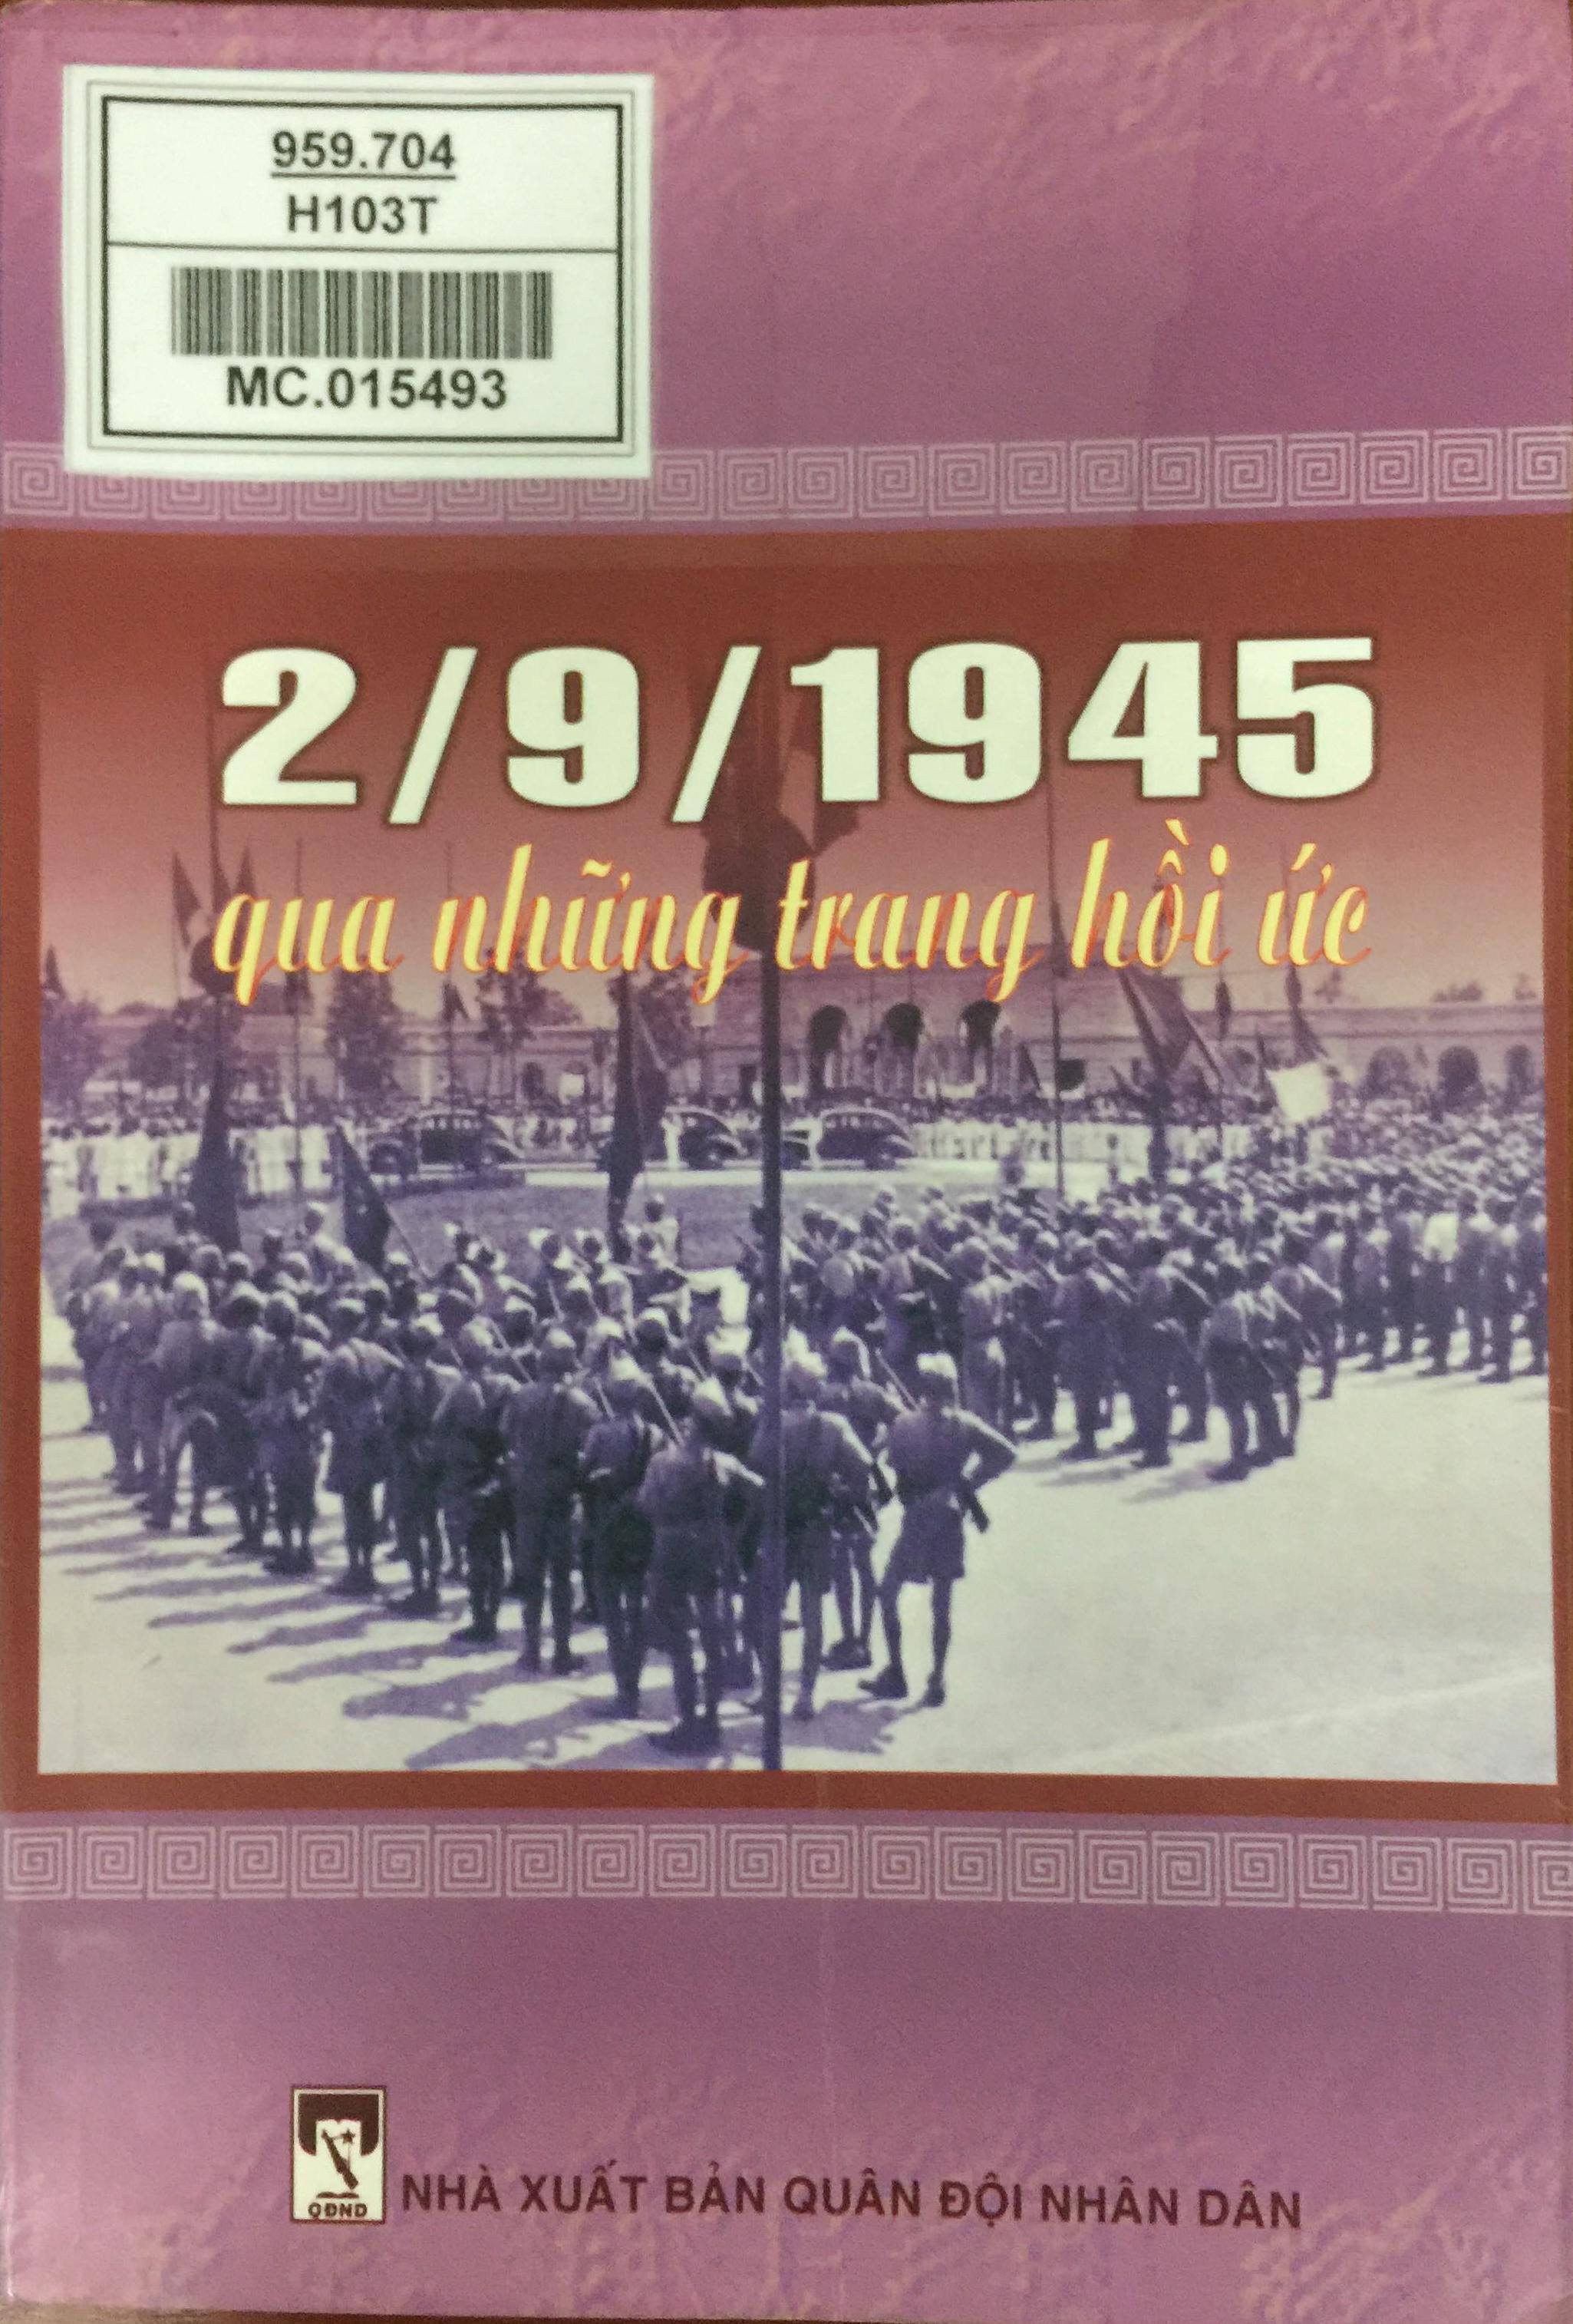 959.704
H103T
MC.015493
2/9/1945
qua những trang hồi ức
QĐND
NHÀ XUẤT BẢN QUÂN ĐỘI NHÂN DÂN